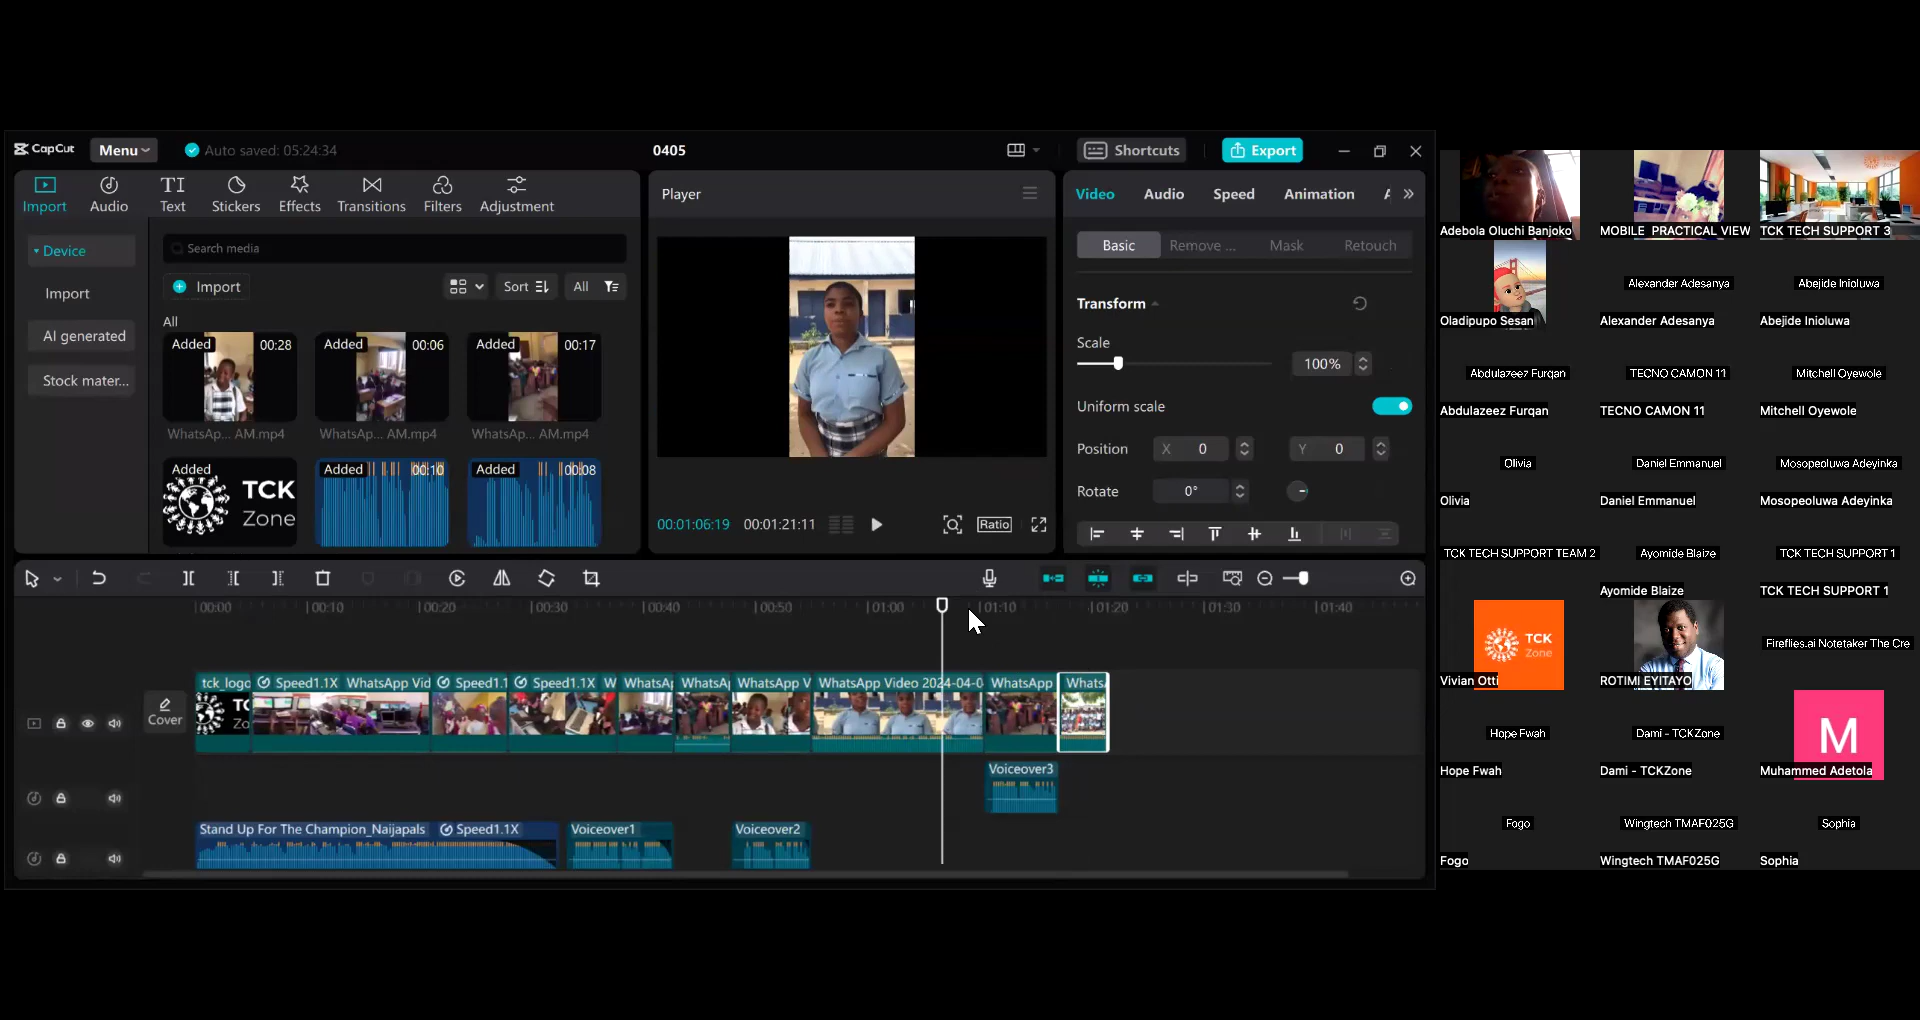 CapCut
Menu
Auto saved: 05:24:34
0405
Shortcuts
Export
Import
Audio
Text
Stickers
Effects
Transitions
Filters
Adjustment
Device
Import
AI generated
Stock mater...
Search media
Import
Sort
All
All
Added 00:28
Added 00:06
Added 00:17
WhatsAp... AM.mp4
WhatsAp... AM.mp4
WhatsAp... AM.mp4
Added
TCK
Zone
Added 00:10
Added 00:08
Player
00:01:06:19 00:01:21:11
Ratio
Video
Audio
Speed
Animation
Basic
Remove ...
Mask
Retouch
Transform
Scale
100%
Uniform scale
Position
X 0
Y 0
Rotate
0°
00:00
00:10
00:20
00:30
00:40
00:50
01:00
01:10
01:20
01:30
01:40
Cover
tck_logo
Speed1.1X WhatsApp Vid
Speed1.1
Speed1.1X W
WhatsAp
WhatsAp
WhatsApp V
WhatsApp Video 2024-04-0
WhatsApp
Whats
Voiceover3
Stand Up For The Champion_Naijapals
Speed1.1X
Voiceover1
Voiceover2
Adebola Oluchi Banjoko
MOBILE PRACTICAL VIEW
TCK TECH SUPPORT 3
Alexander Adesanya
Abejide Inioluwa
Oladipupo Sesan
Alexander Adesanya
Abejide Inioluwa
Abdulazeez Furqan
TECNO CAMON 11
Mitchell Oyewole
Abdulazeez Furqan
TECNO CAMON 11
Mitchell Oyewole
Olivia
Daniel Emmanuel
Mosopeoluwa Adeyinka
Olivia
Daniel Emmanuel
Mosopeoluwa Adeyinka
TCK TECH SUPPORT TEAM 2
Ayomide Blaize
TCK TECH SUPPORT 1
Ayomide Blaize
TCK TECH SUPPORT 1
TCK
Zone
Fireflies.ai Notetaker The Cre
Vivian Otti
ROTIMI EYITAYO
Hope Fwah
Dami - TCKZone
M
Hope Fwah
Dami - TCKZone
Muhammed Adetola
Fogo
Wingtech TMAF025G
Sophia
Fogo
Wingtech TMAF025G
Sophia